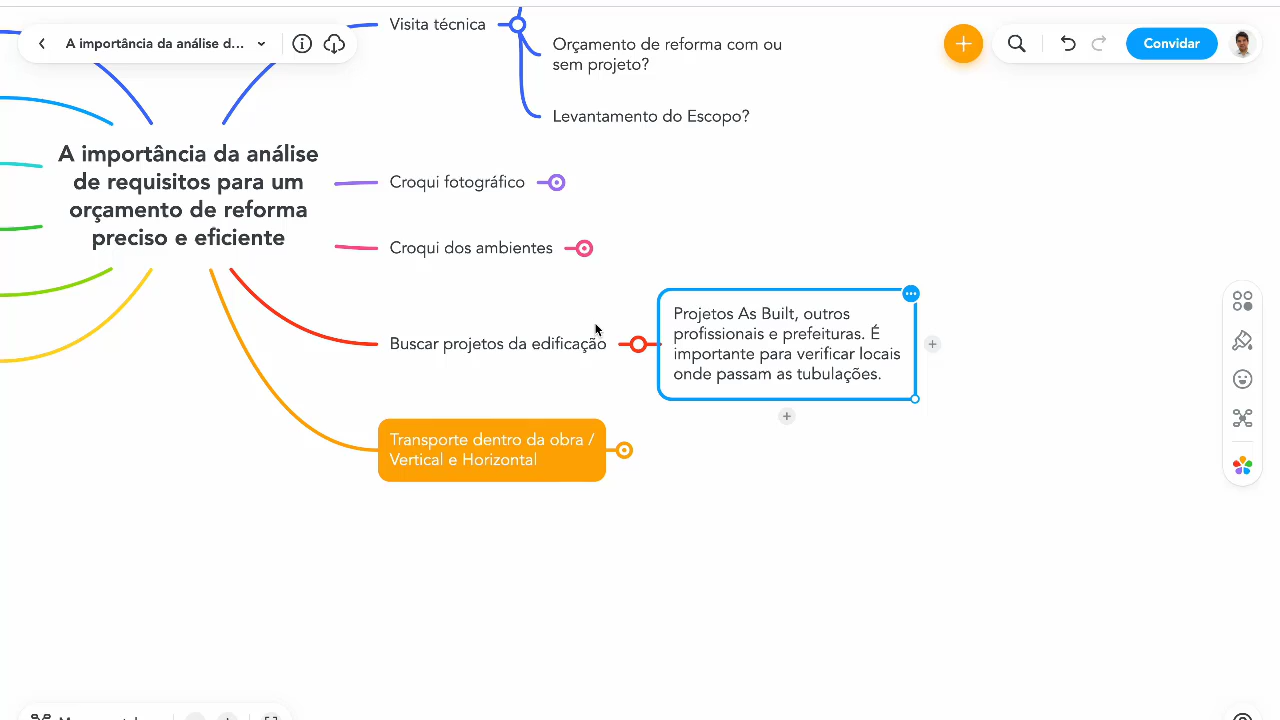 A importância da análise d...
Convidar
Visita técnica
Orçamento de reforma com ou
sem projeto?
Levantamento do Escopo?
A importância da análise
de requisitos para um
orçamento de reforma
preciso e eficiente
Croqui fotográfico
Croqui dos ambientes
Buscar projetos da edificação
Projetos As Built, outros
profissionais e prefeituras. É
importante para verificar locais
onde passam as tubulações.
Transporte dentro da obra /
Vertical e Horizontal